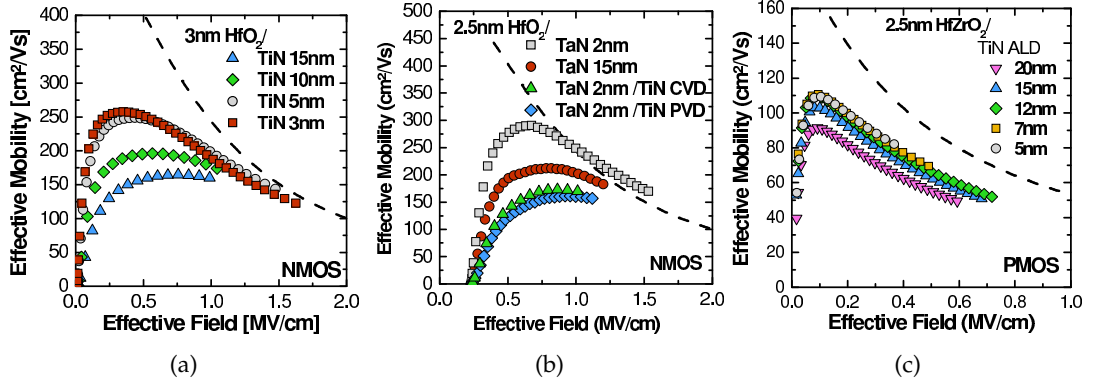 Effective Mobility [cm²/Vs]
500
450
400
350
300
250
200
150
100
50
0
3nm HfO₂/
TiN 15nm
TiN 10nm
TiN 5nm
TiN 3nm
NMOS
0.0 0.5 1.0 1.5 2.0
Effective Field [MV/cm]
(a)
Effective Mobility (cm²/Vs)
500
450
400
350
300
250
200
150
100
50
0
2.5nm HfO₂/
TaN 2nm
TaN 15nm
TaN 2nm /TiN CVD
TaN 2nm /TiN PVD
NMOS
0.0 0.5 1.0 1.5 2.0
Effective Field (MV/cm)
(b)
Effective Mobility (cm²/Vs)
160
140
120
100
80
60
40
20
0
2.5nm HfZrO₂/
TiN ALD
20nm
15nm
12nm
7nm
5nm
PMOS
0.0 0.2 0.4 0.6 0.8 1.0
Effective Field (MV/cm)
(c)